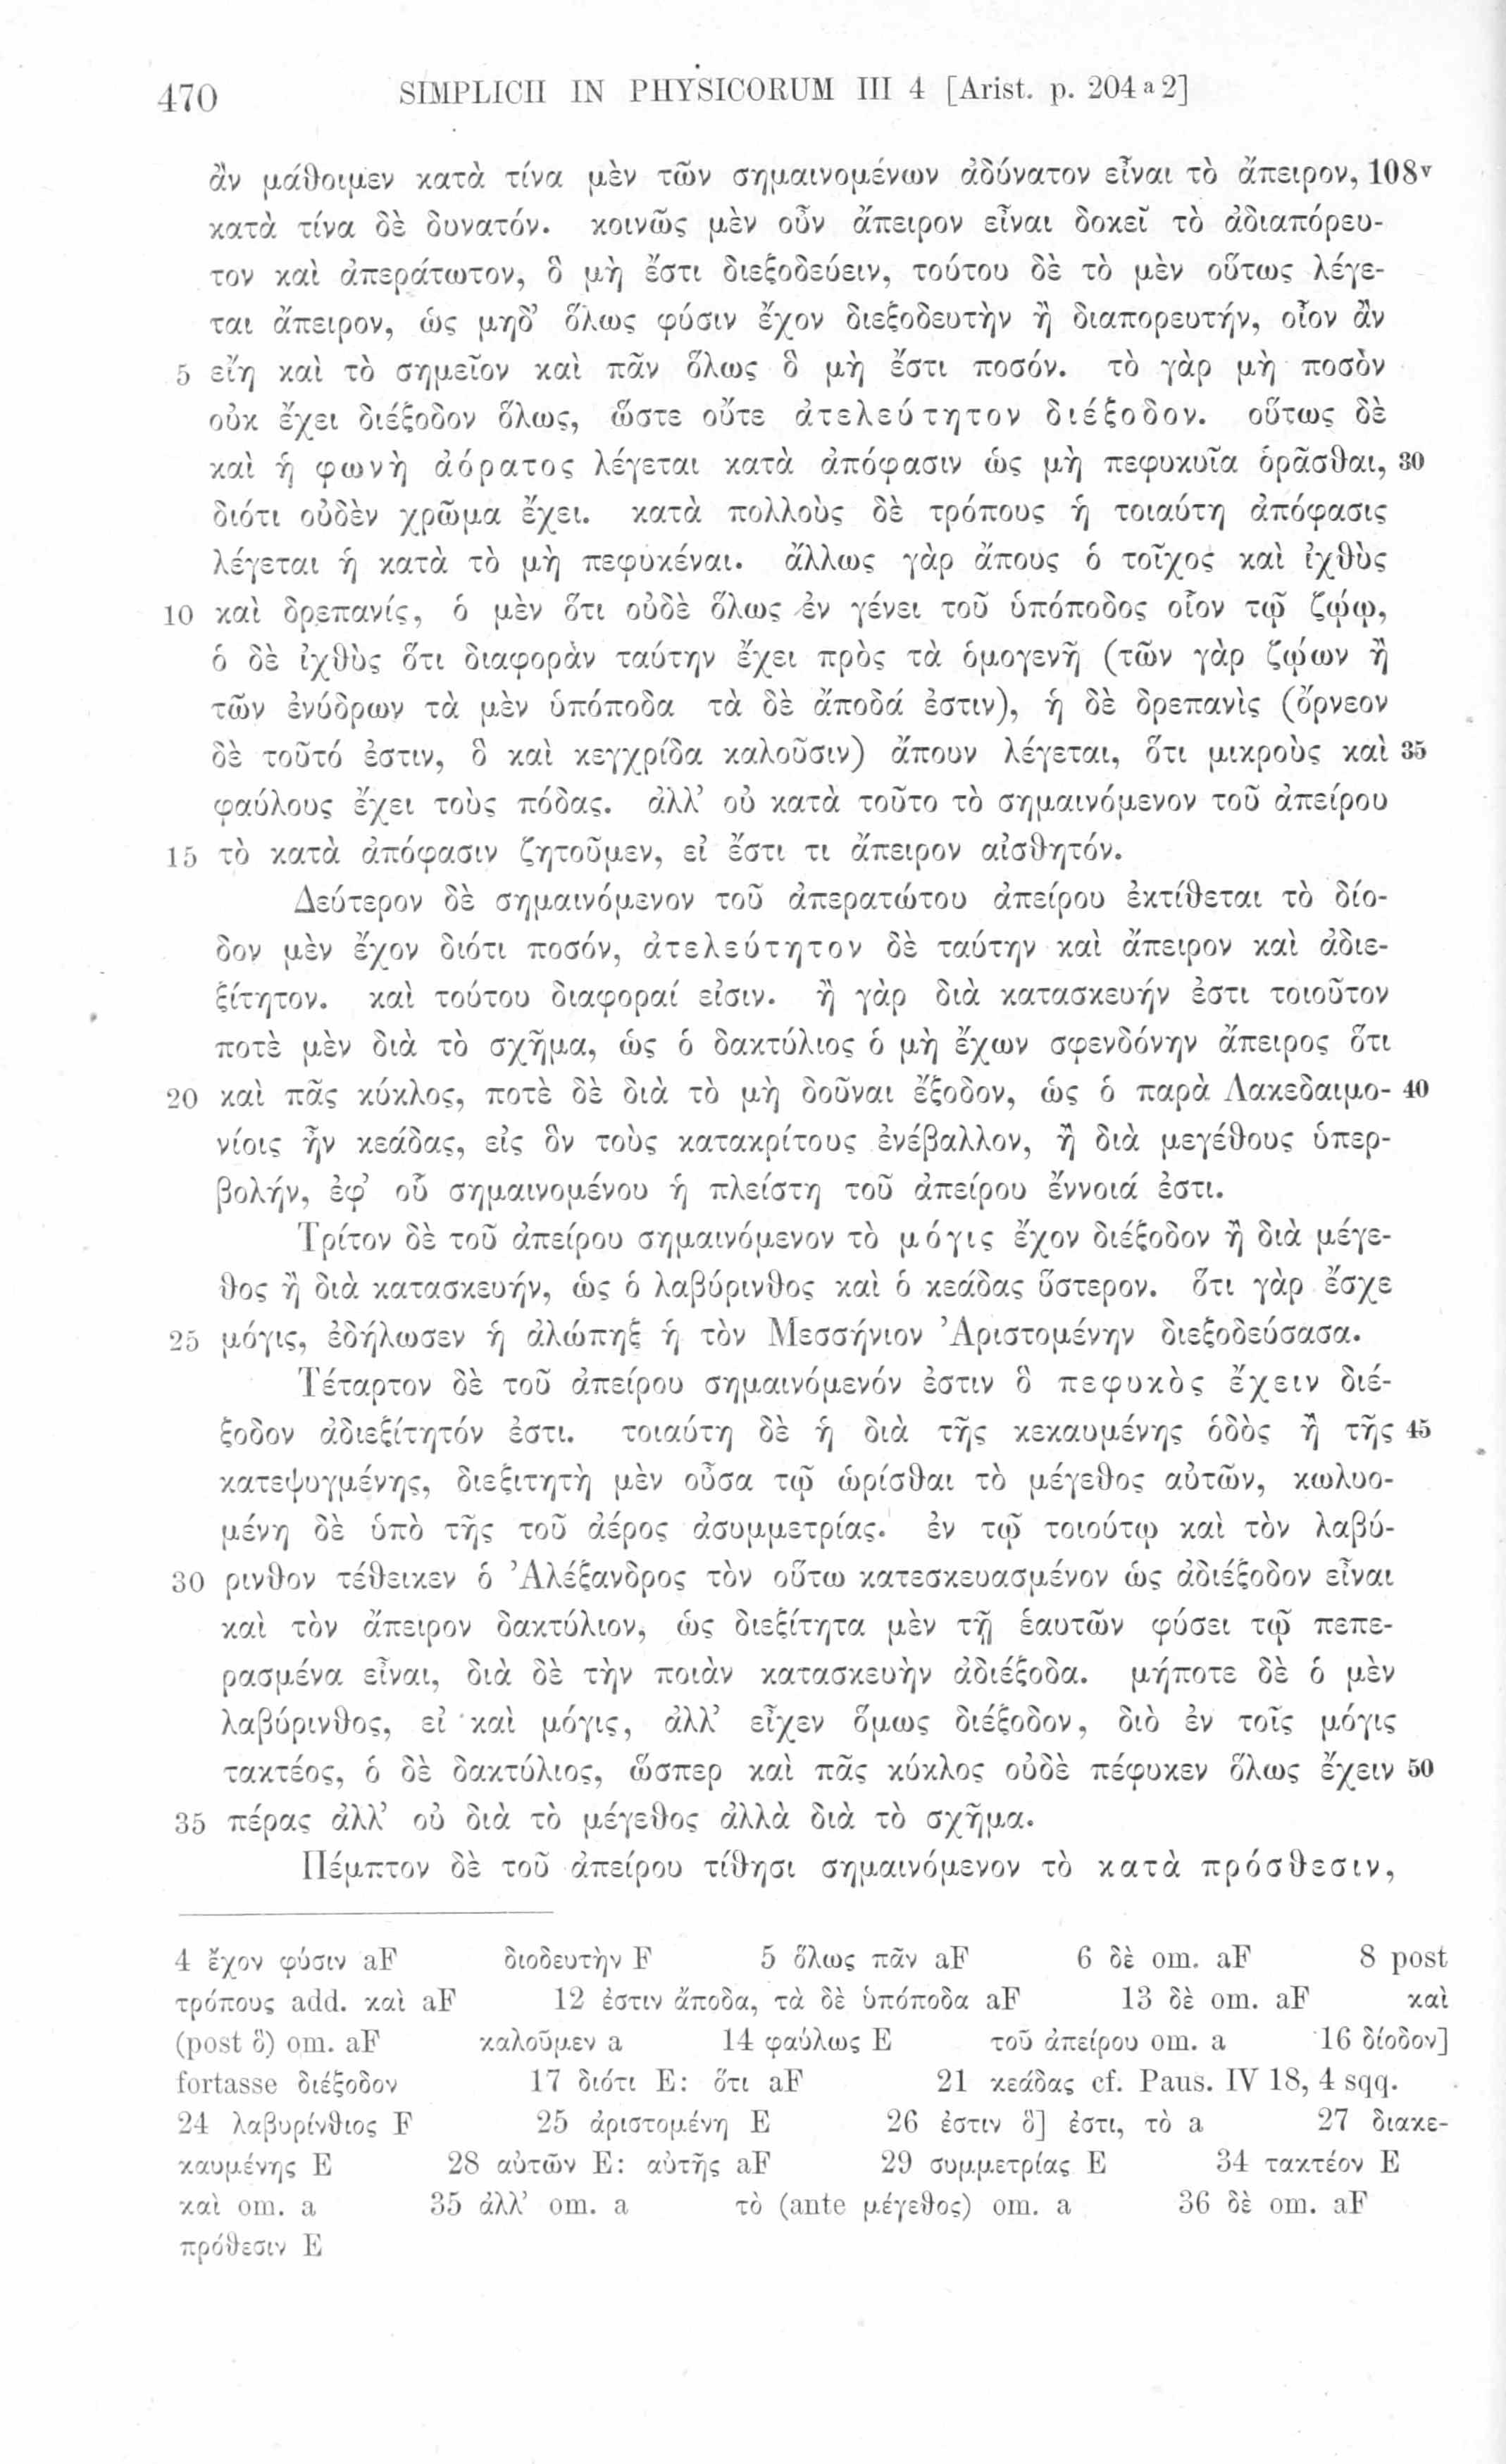 470 SIMPLICII IN PHYSICORUM III 4 [Arist. p. 204 a 2]
ἂν μάθοιμεν κατὰ τίνα μὲν τῶν σημαινομένων ἀδύνατον εἶναι τὸ ἄπειρον, 108v
κατὰ τίνα δὲ δυνατόν. κοινῶς μὲν οὖν ἄπειρον εἶναι δοκεῖ τὸ ἀδιαπόρευ-
τον καὶ ἀπεράτωτον, ὃ μὴ ἔστι διεξοδεύειν, τούτου δὲ τὸ μὲν οὕτως λέγε-
ται ἄπειρον, ὡς μηδ’ ὅλως φύσιν ἔχον διεξοδευτὴν ἢ διαπορευτήν, οἷον ἂν
5 εἴη καὶ τὸ σημεῖον καὶ πᾶν ὅλως ὃ μὴ ἔστι ποσόν. τὸ γὰρ μὴ ποσὸν
οὐκ ἔχει διέξοδον ὅλως, ὥστε οὔτε ἀτελεύτητον διέξοδον. οὕτως δὲ
καὶ ἡ φωνὴ ἀόρατος λέγεται κατὰ ἀπόφασιν ὡς μὴ πεφυκυῖα ὁρᾶσθαι, 30
διότι οὐδὲν χρῶμα ἔχει. κατὰ πολλοὺς δὲ τρόπους ἡ τοιαύτη ἀπόφασις
λέγεται ἡ κατὰ τὸ μὴ πεφυκέναι. ἄλλως γὰρ ἄπους ὁ τοῖχος καὶ ἰχθὺς
10 καὶ δρεπανίς, ὁ μὲν ὅτι οὐδὲ ὅλως ἐν γένει τοῦ ὑπόποδος οἷον τῷ ζῴῳ,
ὁ δὲ ἰχθὺς ὅτι διαφορὰν ταύτην ἔχει πρὸς τὰ ὁμογενῆ (τῶν γὰρ ζῴων ἢ
τῶν ἐνύδρων τὰ μὲν ὑπόποδα τὰ δὲ ἄποδά ἐστιν), ἡ δὲ δρεπανὶς (ὄρνεον
δὲ τοῦτό ἐστιν, ὃ καὶ κεγχρίδα καλοῦσιν) ἄπουν λέγεται, ὅτι μικροὺς καὶ 35
φαύλους ἔχει τοὺς πόδας. ἀλλ’ οὐ κατὰ τοῦτο τὸ σημαινόμενον τοῦ ἀπείρου
15 τὸ κατὰ ἀπόφασιν ζητοῦμεν, εἰ ἔστι τι ἄπειρον αἰσθητόν.
Δεύτερον δὲ σημαινόμενον τοῦ ἀπερατώτου ἀπείρου ἐκτίθεται τὸ δίο-
δον μὲν ἔχον διότι ποσόν, ἀτελεύτητον δὲ ταύτην καὶ ἄπειρον καὶ ἀδιε-
ξίτητον. καὶ τούτου διαφοραί εἰσιν. ἢ γὰρ διὰ κατασκευήν ἐστι τοιοῦτον
ποτὲ μὲν διὰ τὸ σχῆμα, ὡς ὁ δακτύλιος ὁ μὴ ἔχων σφενδόνην ἄπειρος ὅτι
20 καὶ πᾶς κύκλος, ποτὲ δὲ διὰ τὸ μὴ δοῦναι ἔξοδον, ὡς ὁ παρὰ Λακεδαιμο- 40
νίοις ἦν κεάδας, εἰς ὃν τοὺς κατακρίτους ἐνέβαλλον, ἢ διὰ μεγέθους ὑπερ-
βολήν, ἐφ’ οὗ σημαινομένου ἡ πλείστη τοῦ ἀπείρου ἔννοιά ἐστι.
Τρίτον δὲ τοῦ ἀπείρου σημαινόμενον τὸ μόγις ἔχον διέξοδον ἢ διὰ μέγε-
θος ἢ διὰ κατασκευήν, ὡς ὁ λαβύρινθος καὶ ὁ κεάδας ὕστερον. ὅτι γὰρ ἔσχε
25 μόγις, ἐδήλωσεν ἡ ἀλώπηξ ἡ τὸν Μεσσήνιον Ἀριστομένην διεξοδεύσασα.
Τέταρτον δὲ τοῦ ἀπείρου σημαινόμενόν ἐστιν ὃ πεφυκὸς ἔχειν διέ-
ξοδον ἀδιεξίτητόν ἐστι. τοιαύτη δὲ ἡ διὰ τῆς κεκαυμένης ὁδὸς ἢ τῆς 45
κατεψυγμένης, διεξιτητὴ μὲν οὖσα τῷ ὡρίσθαι τὸ μέγεθος αὐτῶν, κωλυο-
μένη δὲ ὑπὸ τῆς τοῦ ἀέρος ἀσυμμετρίας. ἐν τῷ τοιούτῳ καὶ τὸν λαβύ-
30 ρινθον τέθεικεν ὁ Ἀλέξανδρος τὸν οὕτω κατεσκευασμένον ὡς ἀδιέξοδον εἶναι
καὶ τὸν ἄπειρον δακτύλιον, ὡς διεξίτητα μὲν τῇ ἑαυτῶν φύσει τῷ πεπε-
ρασμένα εἶναι, διὰ δὲ τὴν ποιὰν κατασκευὴν ἀδιέξοδα. μήποτε δὲ ὁ μὲν
λαβύρινθος, εἰ καὶ μόγις, ἀλλ’ εἶχεν ὅμως διέξοδον, διὸ ἐν τοῖς μόγις
τακτέος, ὁ δὲ δακτύλιος, ὥσπερ καὶ πᾶς κύκλος οὐδὲ πέφυκεν ὅλως ἔχειν 50
35 πέρας ἀλλ’ οὐ διὰ τὸ μέγεθος ἀλλὰ διὰ τὸ σχῆμα.
Πέμπτον δὲ τοῦ ἀπείρου τίθησι σημαινόμενον τὸ κατὰ πρόσθεσιν,
4 ἔχον φύσιν aF διοδευτὴν F 5 ὅλως πᾶν aF 6 δὲ om. aF 8 post
τρόπους add. καὶ aF 12 ἐστιν ἄποδα, τὰ δὲ ὑπόποδα aF 13 δὲ om. aF καὶ
(post ὃ) om. aF καλοῦμεν a 14 φαύλως E τοῦ ἀπείρου om. a 16 δίοδον]
fortasse διέξοδον 17 διότι E: ὅτι aF 21 κεάδας cf. Paus. IV 18, 4 sqq.
24 λαβυρίνθιος F 25 ἀριστομένη E 26 ἐστιν ὃ] ἐστι, τὸ a 27 διακε-
καυμένης E 28 αὐτῶν E: αὐτῆς aF 29 συμμετρίας E 34 τακτέον E
καὶ om. a 35 ἀλλ’ om. a τὸ (ante μέγεθος) om. a 36 δὲ om. aF
πρόθεσιν E